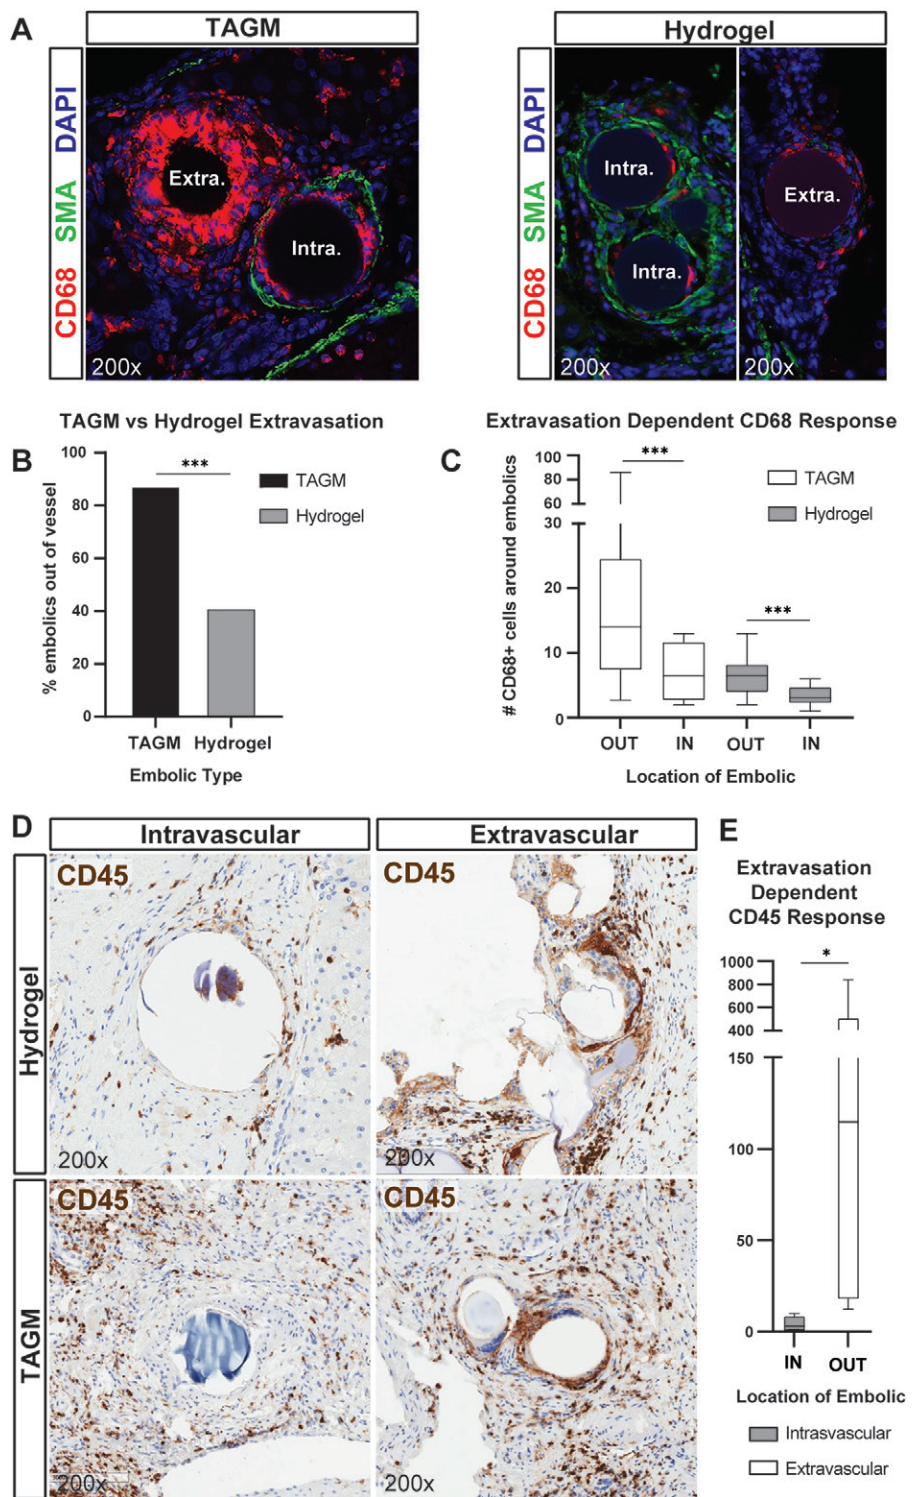 A
TAGM
Hydrogel
CD68 SMA DAPI
Extra.
Intra.
200x
CD68 SMA DAPI
Intra.
Intra.
Extra.
200x
TAGM vs Hydrogel Extravasation
B
% embolics out of vessel
100
80
60
40
20
0
***
TAGM
Hydrogel
TAGM Hydrogel
Embolic Type
Extravasation Dependent CD68 Response
C
# CD68+ cells around embolics
100
80
60
30
20
10
0
***
***
TAGM
Hydrogel
OUT IN OUT IN
Location of Embolic
D
Intravascular
Extravascular
Hydrogel
CD45
200x
CD45
200x
TAGM
CD45
200x
CD45
200x
E
Extravasation
Dependent
CD45 Response
1000
800
600
400
150
100
50
0
*
IN OUT
Location of Embolic
Intrasvascular
Extravascular